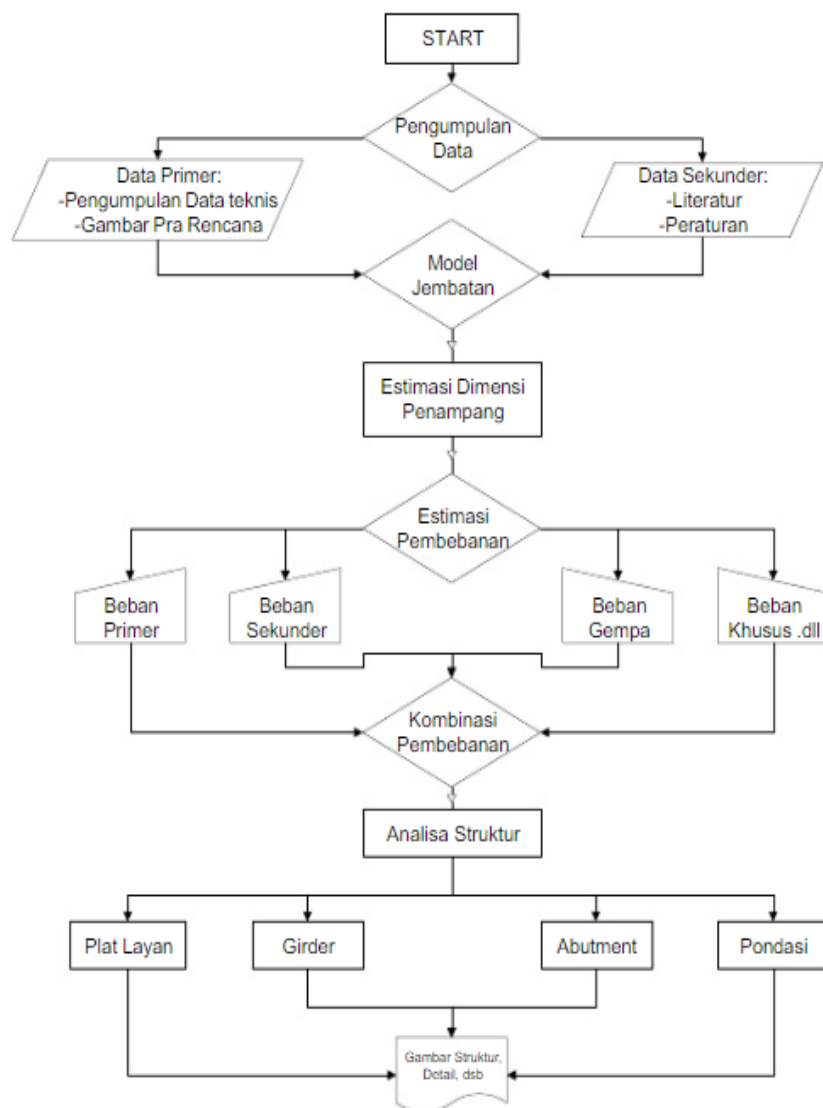 START
Pengumpulan
Data
Data Primer:
-Pengumpulan Data teknis
-Gambar Pra Rencana
Data Sekunder:
-Literatur
-Peraturan
Model
Jembatan
Estimasi Dimensi
Penampang
Estimasi
Pembebanan
Beban
Primer
Beban
Sekunder
Beban
Gempa
Beban
Khusus .dll
Kombinasi
Pembebanan
Analisa Struktur
Plat Layan
Girder
Abutment
Pondasi
Gambar Struktur,
Detail, dsb